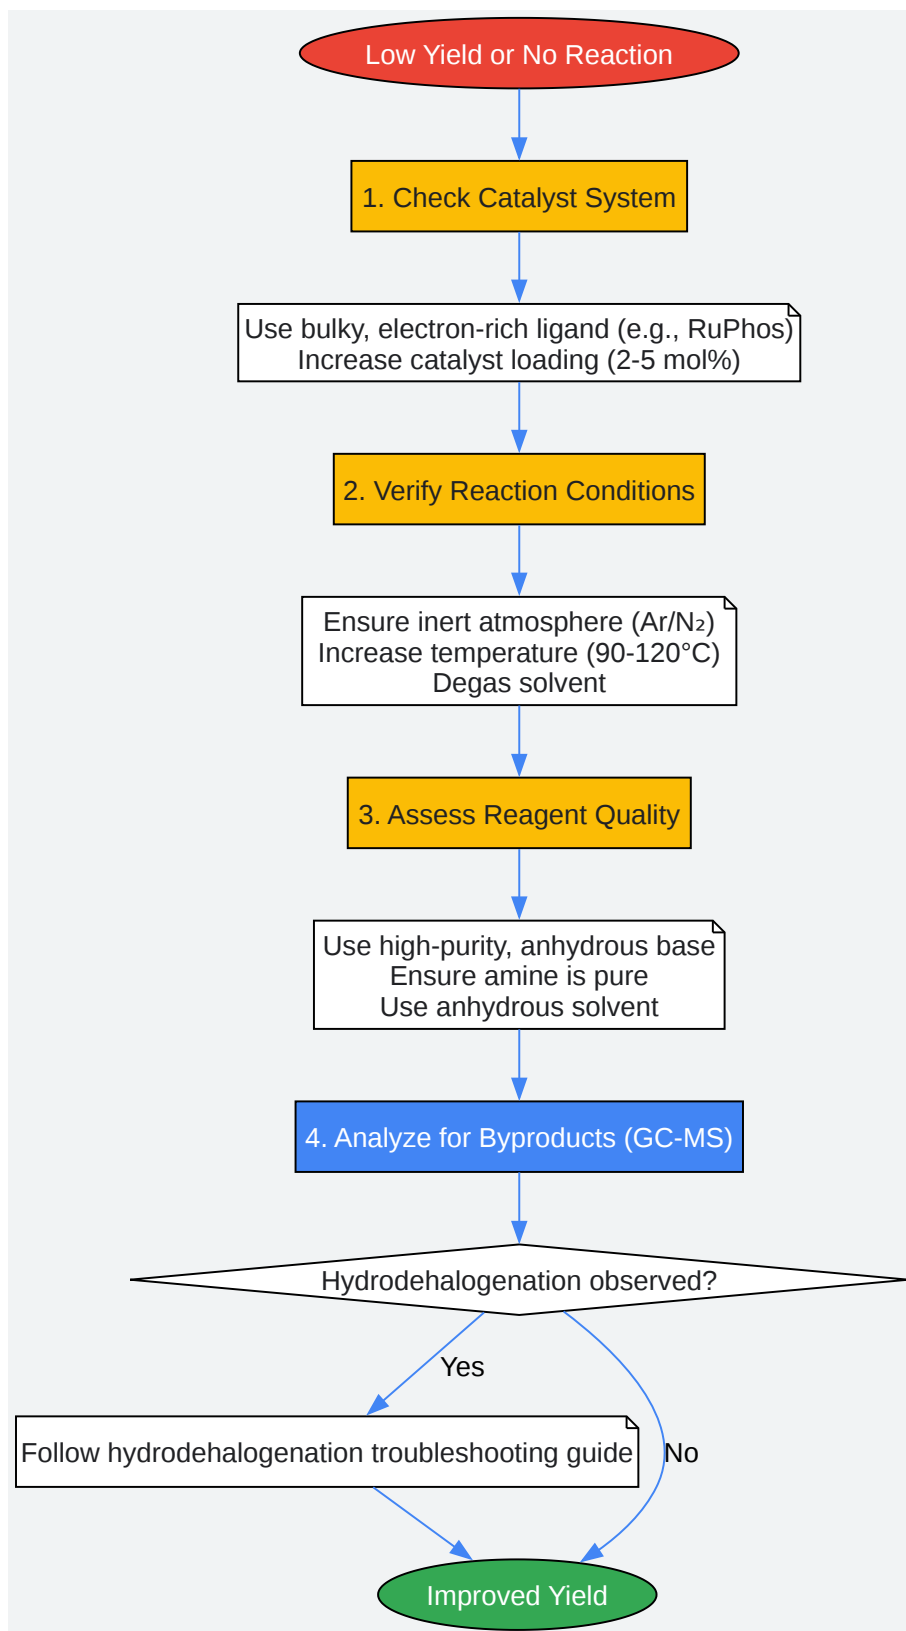 Low Yield or No Reaction
1. Check Catalyst System
Use bulky, electron-rich ligand (e.g., RuPhos)
Increase catalyst loading (2-5 mol%)
2. Verify Reaction Conditions
Ensure inert atmosphere (Ar/N₂)
Increase temperature (90-120°C)
Degas solvent
3. Assess Reagent Quality
Use high-purity, anhydrous base
Ensure amine is pure
Use anhydrous solvent
4. Analyze for Byproducts (GC-MS)
Hydrodehalogenation observed?
Yes
Follow hydrodehalogenation troubleshooting guide
No
Improved Yield